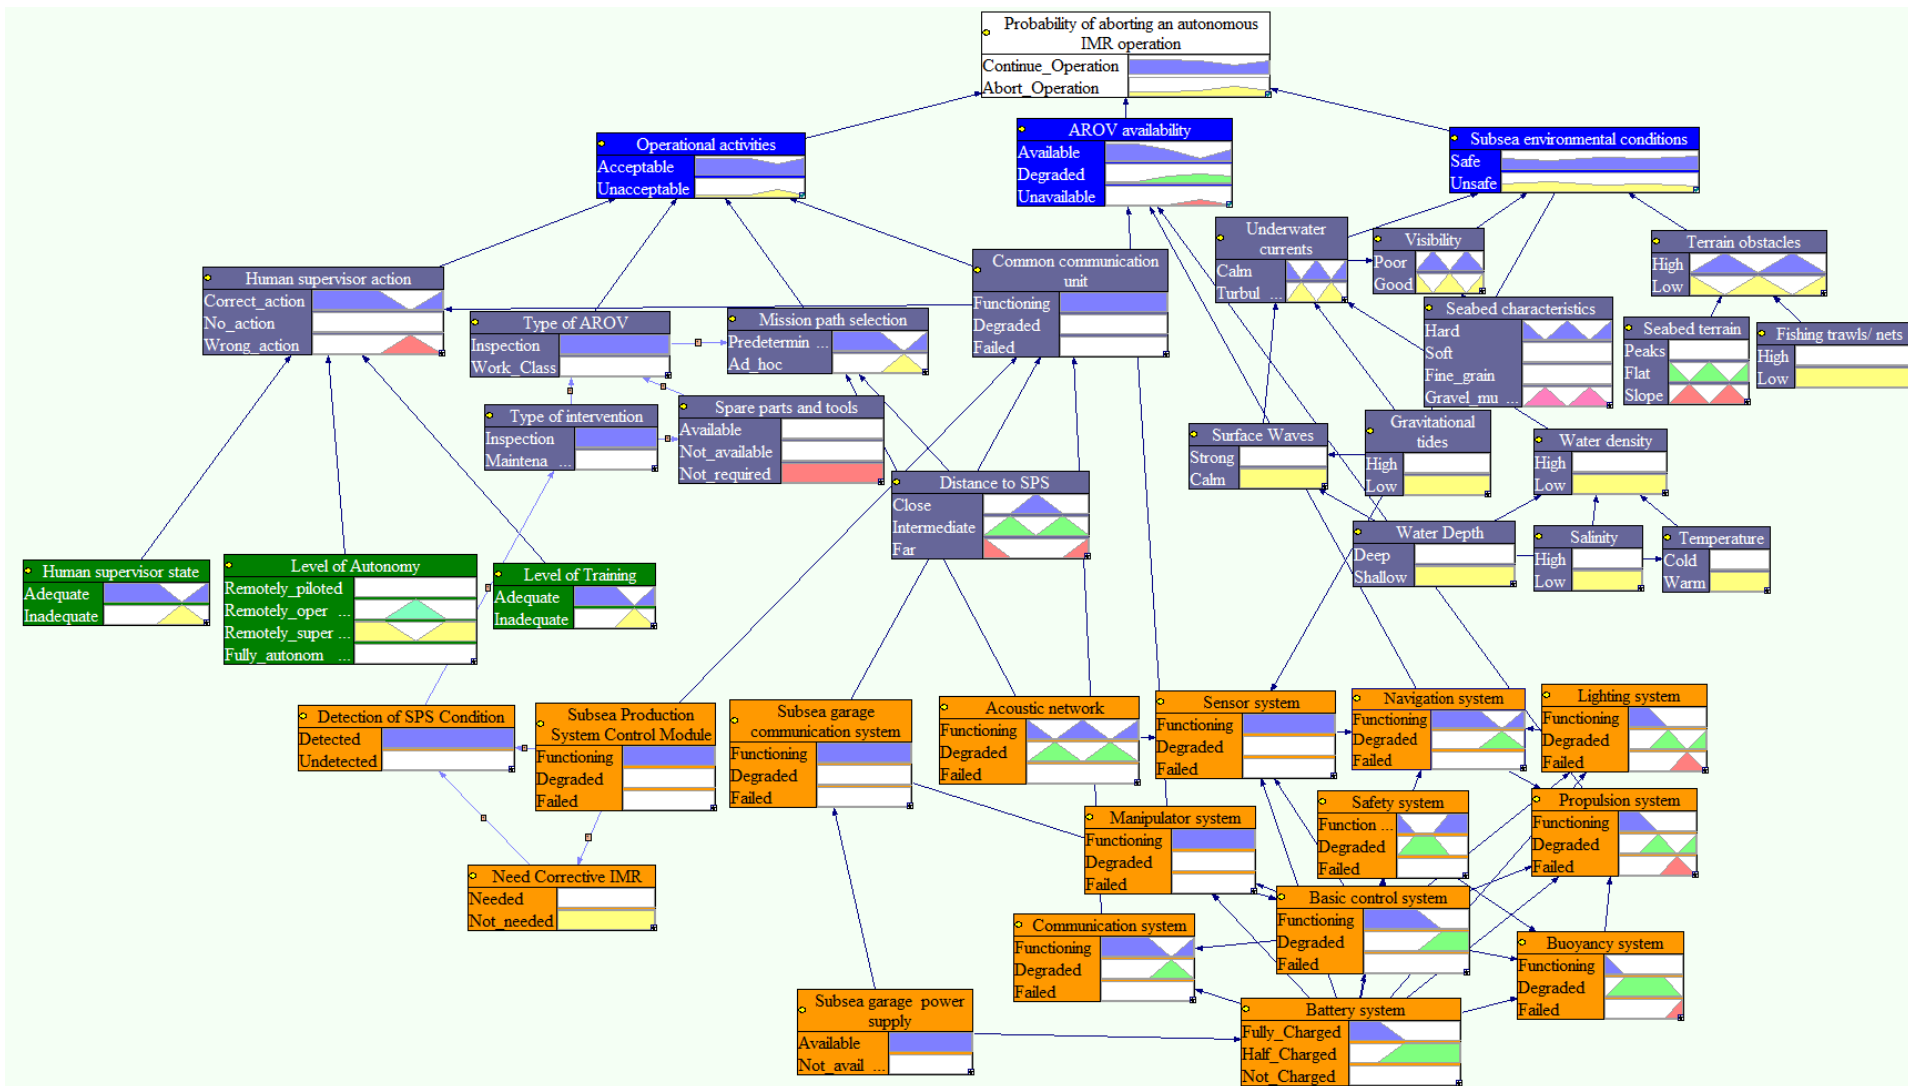 Probability of aborting an autonomous
IMR operation
Continue_Operation
Abort_Operation
Operational activities
Acceptable
Unacceptable
AROV availability
Available
Degraded
Unavailable
Subsea environmental conditions
Safe
Unsafe
Human supervisor action
Correct_action
No_action
Wrong_action
Type of AROV
Inspection
Work_Class
Mission path selection
Predetermin ...
Ad_hoc
Common communication
unit
Functioning
Degraded
Failed
Underwater
currents
Calm
Turbul ...
Visibility
Poor
Good
Terrain obstacles
High
Low
Seabed characteristics
Hard
Soft
Fine_grain
Gravel_mu ...
Seabed terrain
Peaks
Flat
Slope
Fishing trawls/ nets
High
Low
Type of intervention
Inspection
Maintena ...
Spare parts and tools
Available
Not_available
Not_required
Surface Waves
Strong
Calm
Gravitational
tides
High
Low
Water density
High
Low
Distance to SPS
Close
Intermediate
Far
Water Depth
Deep
Shallow
Salinity
High
Low
Temperature
Cold
Warm
Human supervisor state
Adequate
Inadequate
Level of Autonomy
Remotely_piloted
Remotely_oper ...
Remotely_super ...
Fully_autonom ...
Level of Training
Adequate
Inadequate
Detection of SPS Condition
Detected
Undetected
Subsea Production
System Control Module
Functioning
Degraded
Failed
Subsea garage
communication system
Functioning
Degraded
Failed
Acoustic network
Functioning
Degraded
Failed
Sensor system
Functioning
Degraded
Failed
Navigation system
Functioning
Degraded
Failed
Lighting system
Functioning
Degraded
Failed
Manipulator system
Functioning
Degraded
Failed
Safety system
Function ...
Degraded
Failed
Propulsion system
Functioning
Degraded
Failed
Need Corrective IMR
Needed
Not_needed
Basic control system
Functioning
Degraded
Failed
Communication system
Functioning
Degraded
Failed
Buoyancy system
Functioning
Degraded
Failed
Subsea garage power
supply
Available
Not_avail ...
Battery system
Fully_Charged
Half_Charged
Not_Charged